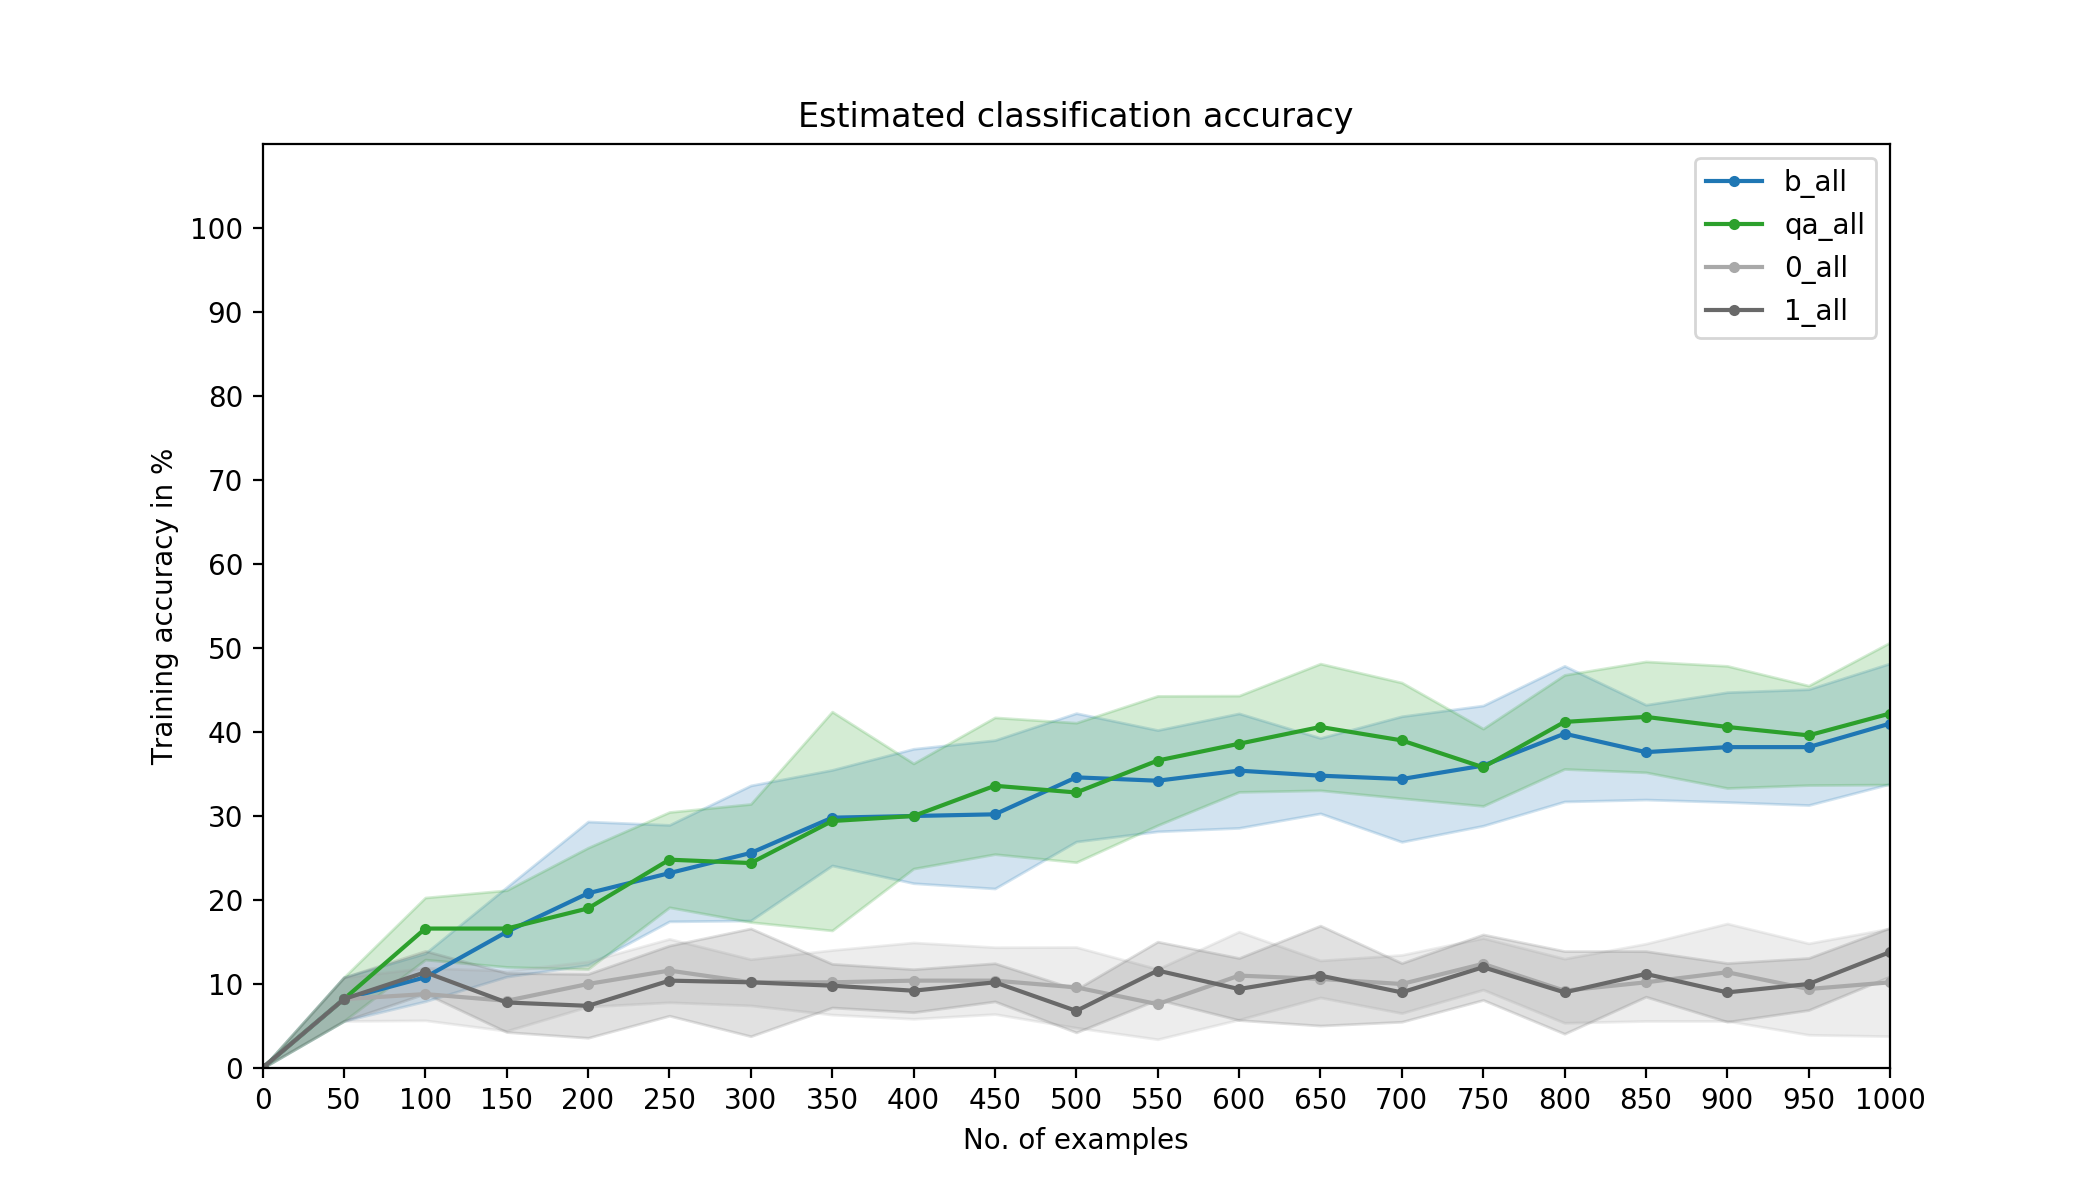 Estimated classification accuracy
b_all
qa_all
0_all
1_all
100
90
80
70
60
50
40
30
20
10
0
Training accuracy in %
0 50 100 150 200 250 300 350 400 450 500 550 600 650 700 750 800 850 900 950 1000
No. of examples